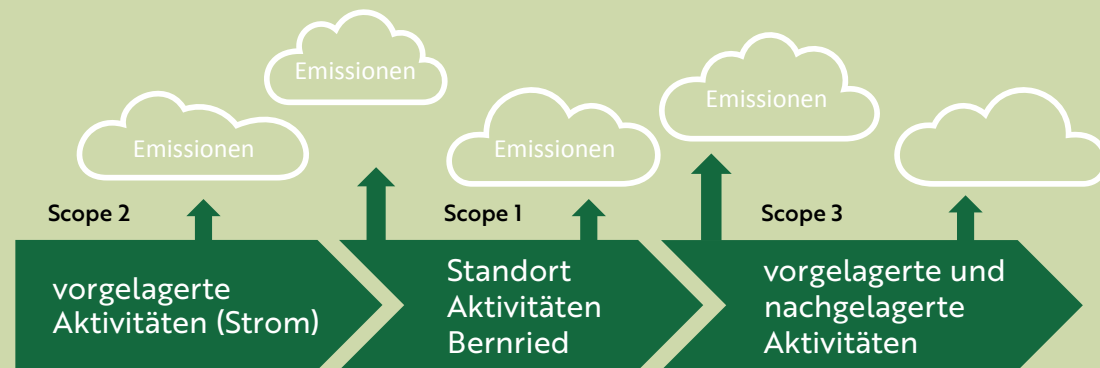 Emissionen
Emissionen
Emissionen
Emissionen
Scope 2
Scope 1
Scope 3
vorgelagerte
Aktivitäten (Strom)
Standort
Aktivitäten
Bernried
vorgelagerte und
nachgelagerte
Aktivitäten